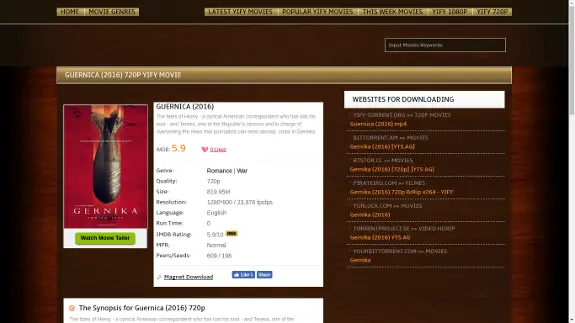 HOME
MOVIE GENRES
LATEST YIFY MOVIES
POPULAR YIFY MOVIES
THIS WEEK MOVIES
YIFY 1080P
YIFY 720P
Input Movies Keywords
GUERNICA (2016) 720P YIFY MOVIE
GERNIKA
coming soon
Watch Movie Tailer
GUERNICA (2016)
The fates of Henry - a cynical American correspondent who has lost his
soul - and Teresa, one of the Republic's censors and in charge of
overseeing the news that journalists can send abroad, cross in Gernika
IMDB: 5.9
0 Likes
Genre: Romance | War
Quality: 720p
Size: 819.95M
Resolution: 1280*800 / 23,976 fpsfps
Language: English
Run Time: 0
IMDB Rating: 5.9/10 IMDb
MPR: Normal
Peers/Seeds: 609 / 196
Magnet Download
Like 1 Share
WEBSITES FOR DOWNLOADING
YIFY-TORRENT.ORG >> 720P MOVIES
Guernica (2016) mp4
BITTORRENT.AM >> MOVIES
Gernika (2016) [YTS.AG]
BTSTOR.CC >> MOVIES
Gernika (2016) [720p] [YTS.AG]
PIRATEIRO.COM >> FILMES
Gernika (2016) 720p BrRip x264 - YIFY
TORLOCK.COM >> MOVIES
Gernika (2016)
TORRENTPROJECT.SE >> VIDEO HDRIP
Gernika (2016) YTS AG
YOURBITTORRENT.COM >> MOVIES
Gernika
The Synopsis for Guernica (2016) 720p
The fates of Henry - a cynical American correspondent who has lost his soul - and Teresa, one of the